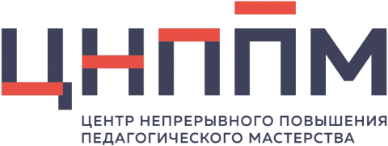 ЦНППМ
ЦЕНТР НЕПРЕРЫВНОГО ПОВЫШЕНИЯ
ПЕДАГОГИЧЕСКОГО МАСТЕРСТВА